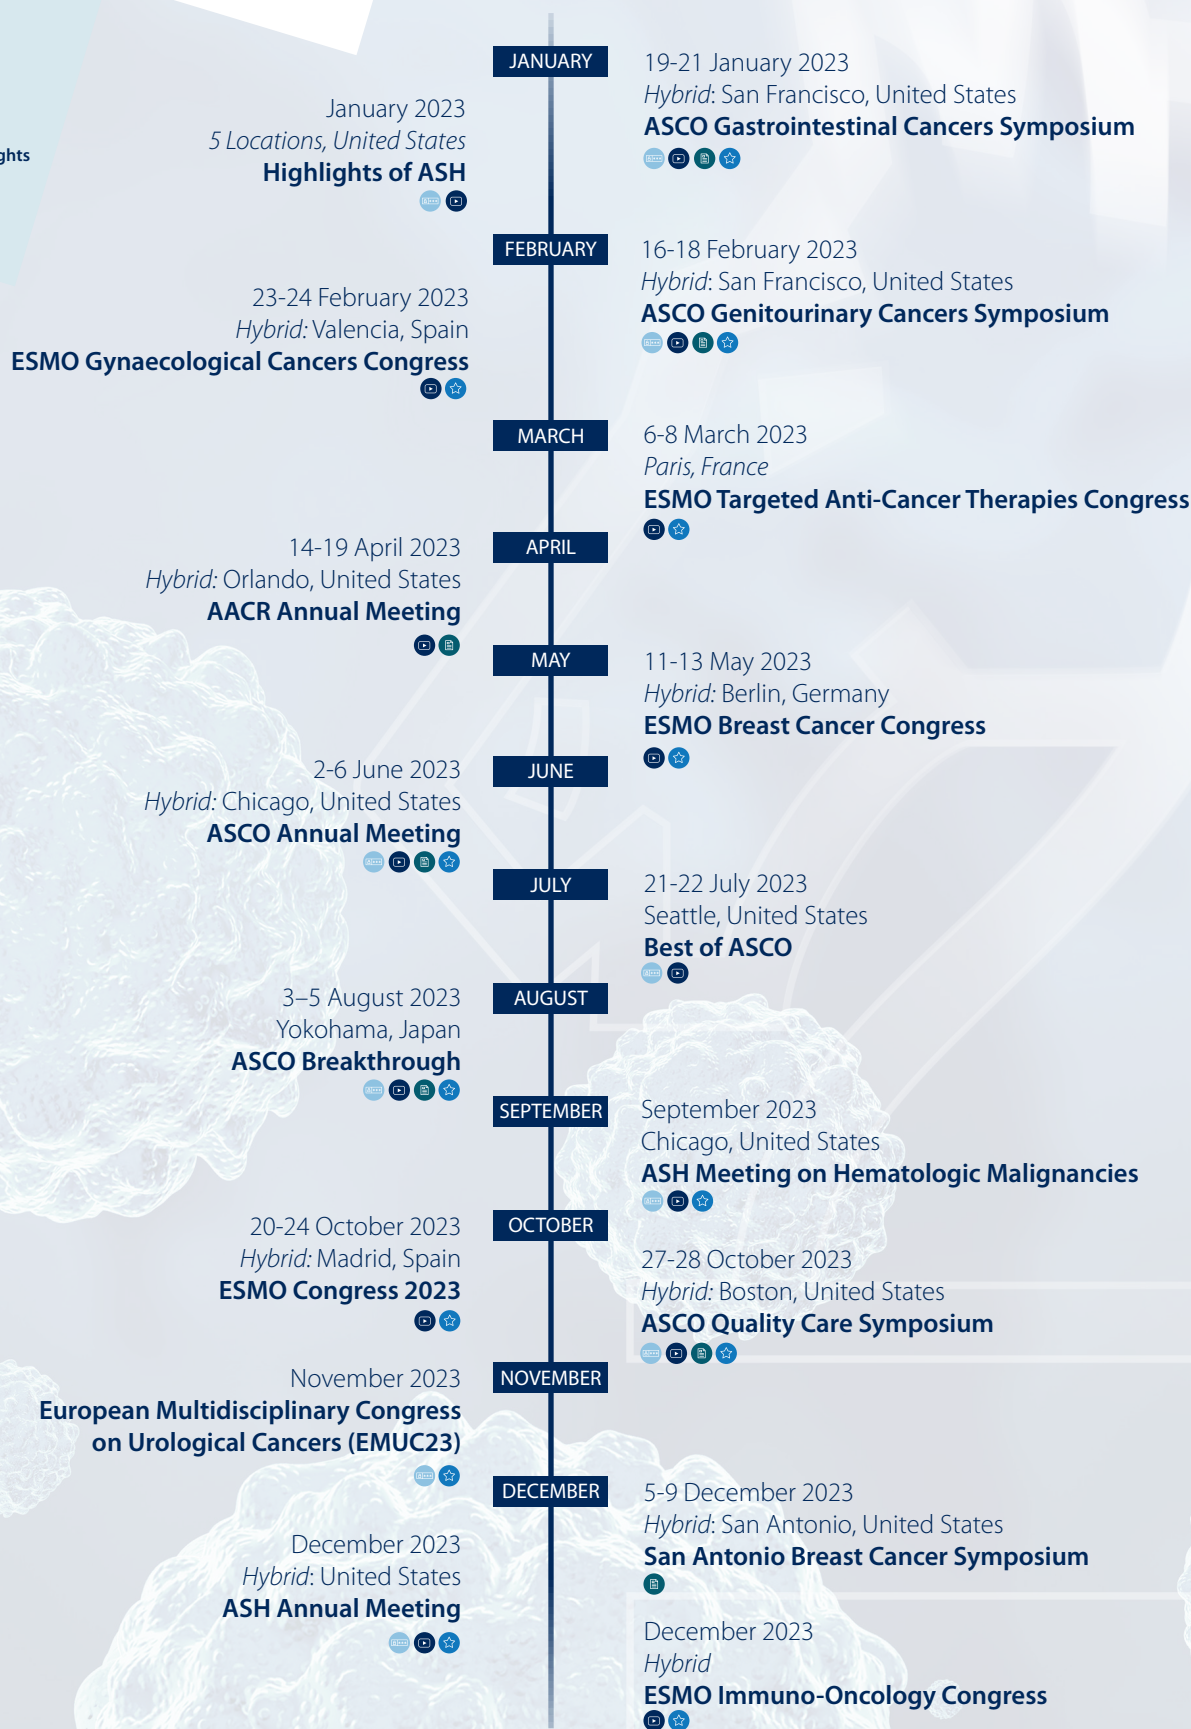 ghts
JANUARY
19-21 January 2023
Hybrid: San Francisco, United States
ASCO Gastrointestinal Cancers Symposium
January 2023
5 Locations, United States
Highlights of ASH
FEBRUARY
16-18 February 2023
Hybrid: San Francisco, United States
ASCO Genitourinary Cancers Symposium
23-24 February 2023
Hybrid: Valencia, Spain
ESMO Gynaecological Cancers Congress
MARCH
6-8 March 2023
Paris, France
ESMO Targeted Anti-Cancer Therapies Congress
APRIL
14-19 April 2023
Hybrid: Orlando, United States
AACR Annual Meeting
MAY
11-13 May 2023
Hybrid: Berlin, Germany
ESMO Breast Cancer Congress
JUNE
2-6 June 2023
Hybrid: Chicago, United States
ASCO Annual Meeting
JULY
21-22 July 2023
Seattle, United States
Best of ASCO
AUGUST
3–5 August 2023
Yokohama, Japan
ASCO Breakthrough
SEPTEMBER
September 2023
Chicago, United States
ASH Meeting on Hematologic Malignancies
OCTOBER
20-24 October 2023
Hybrid: Madrid, Spain
ESMO Congress 2023
27-28 October 2023
Hybrid: Boston, United States
ASCO Quality Care Symposium
NOVEMBER
November 2023
European Multidisciplinary Congress
on Urological Cancers (EMUC23)
DECEMBER
5-9 December 2023
Hybrid: San Antonio, United States
San Antonio Breast Cancer Symposium
December 2023
Hybrid: United States
ASH Annual Meeting
December 2023
Hybrid
ESMO Immuno-Oncology Congress